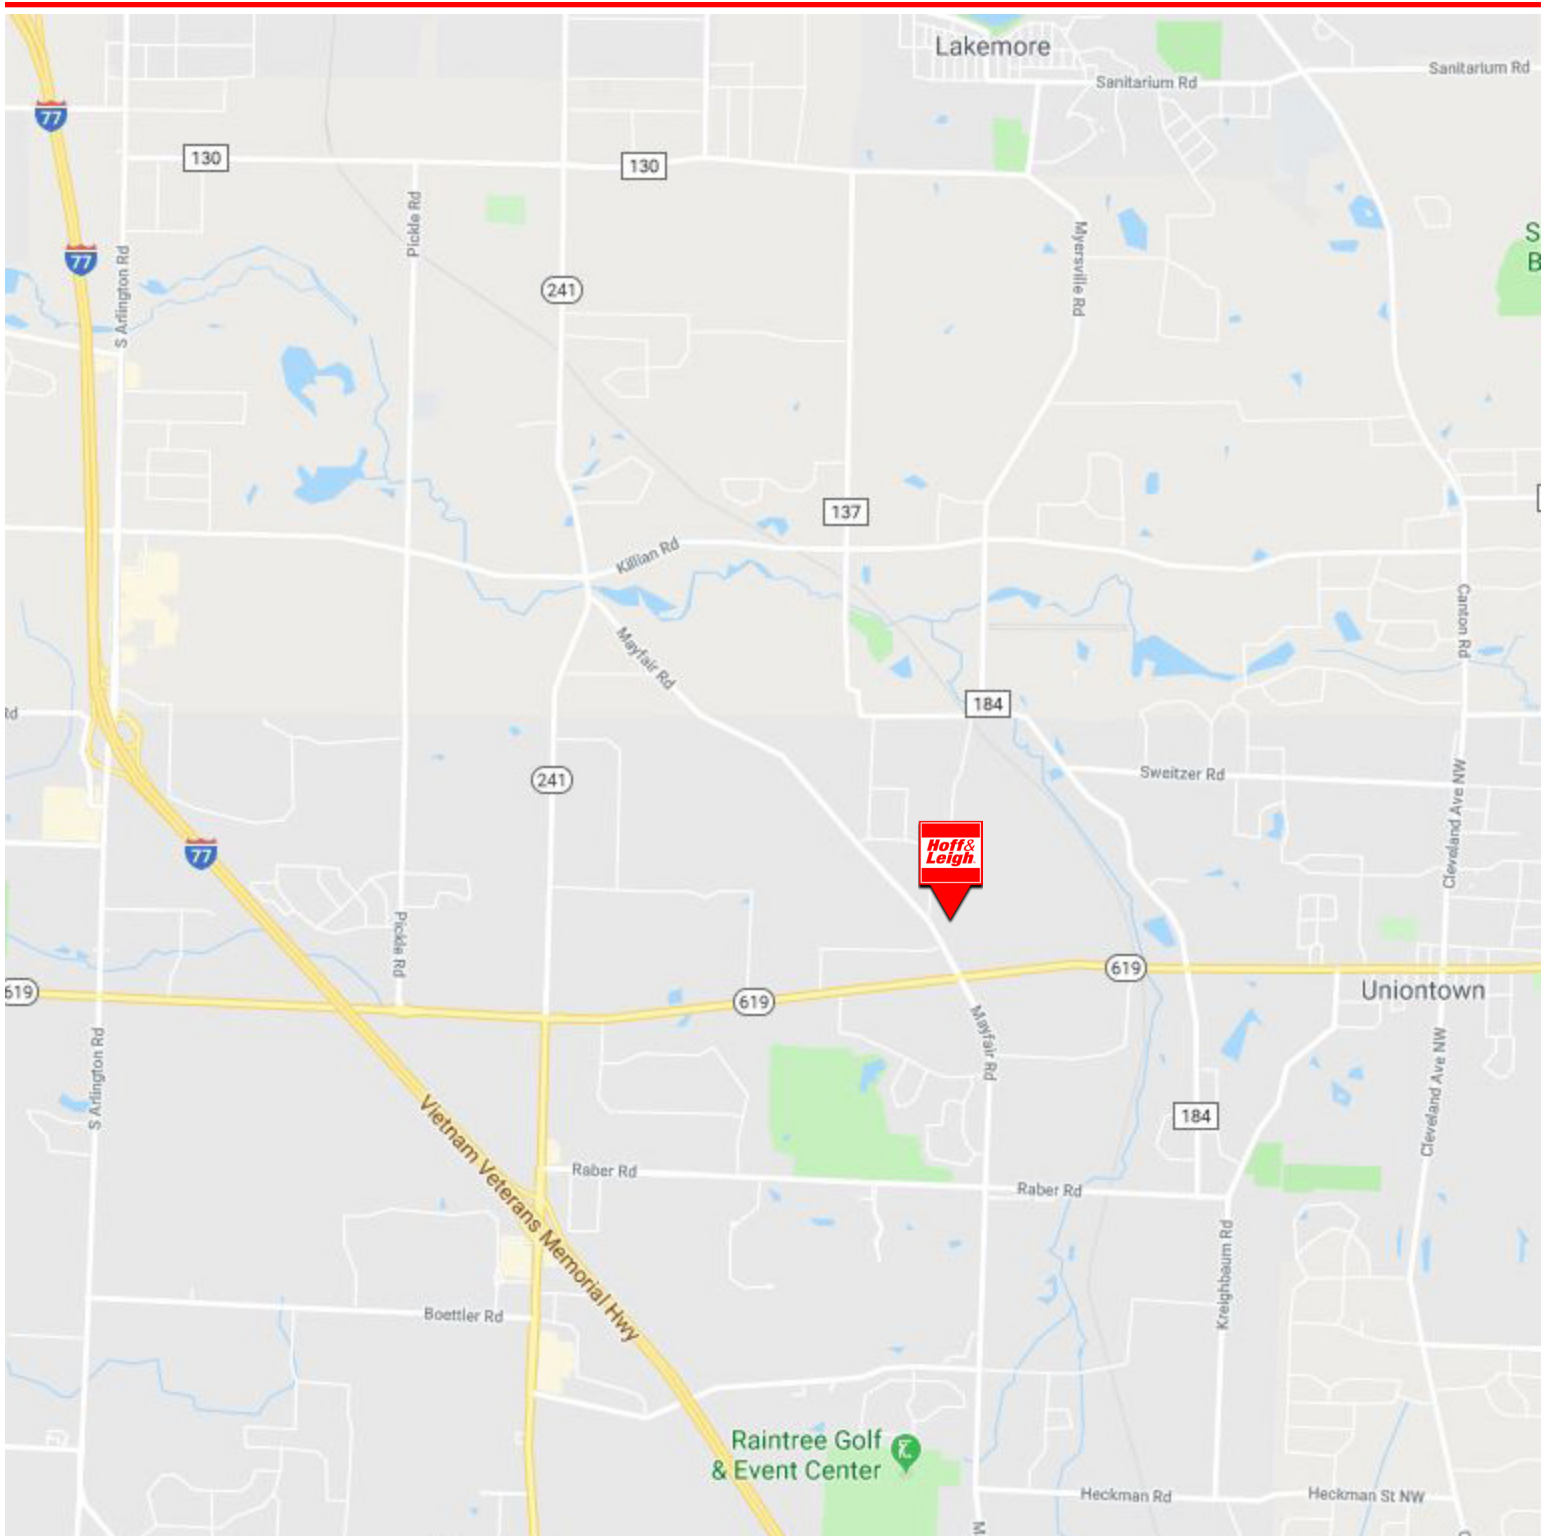 Lakemore
Sanitarium Rd
Sanitarium Rd
77
130
130
Pickle Rd
Myersville Rd
S
B
77
S Arlington Rd
241
137
Killian Rd
Canton Rd
Mayfair Rd
184
Rd
241
Sweitzer Rd
Cleveland Ave NW
77
Hoff&
Leigh
Pickle Rd
619
619
619
Uniontown
Mayfair Rd
S Arlington Rd
Cleveland Ave NW
184
Vietnam Veterans Memorial Hwy
Raber Rd
Raber Rd
Kreighbaum Rd
Boettler Rd
Raintree Golf
& Event Center
Heckman Rd
Heckman St NW
M